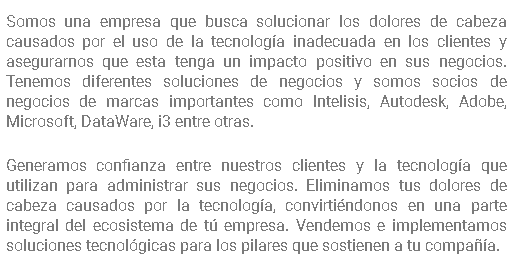 Somos una empresa que busca solucionar los dolores de cabeza
causados por el uso de la tecnología inadecuada en los clientes y
asegurarnos que esta tenga un impacto positivo en sus negocios.
Tenemos diferentes soluciones de negocios y somos socios de
negocios de marcas importantes como Intelisis, Autodesk, Adobe,
Microsoft, DataWare, i3 entre otras.

Generamos confianza entre nuestros clientes y la tecnología que
utilizan para administrar sus negocios. Eliminamos tus dolores de
cabeza causados por la tecnología, convirtiéndonos en una parte
integral del ecosistema de tú empresa. Vendemos e implementamos
soluciones tecnológicas para los pilares que sostienen a tu compañía.